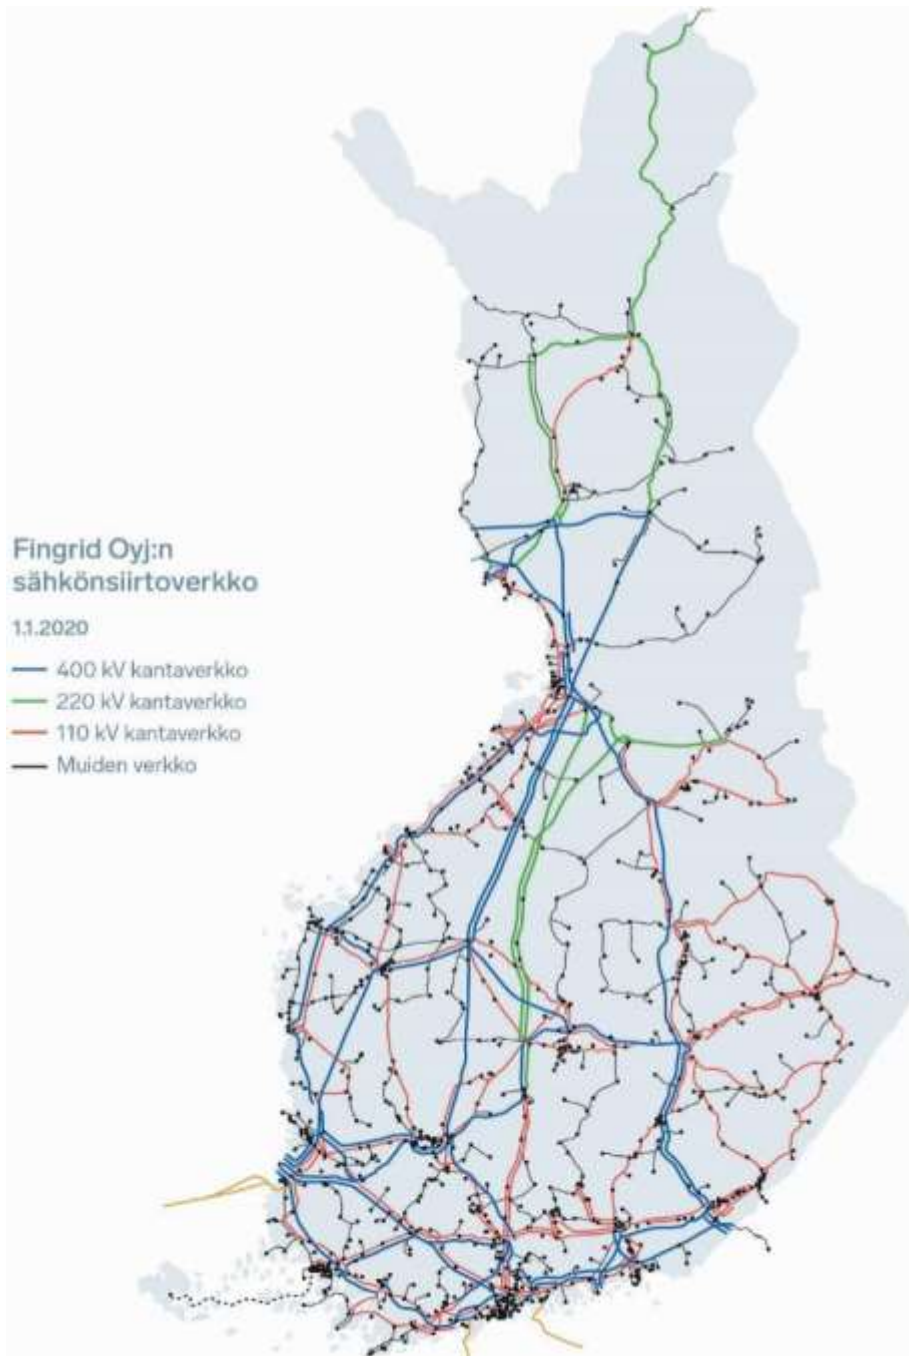 Fingrid Oyj:n
sähkönsiirtoverkko
1.1.2020
400 kV kantaverkko
220 kV kantaverkko
110 kV kantaverkko
Muiden verkko